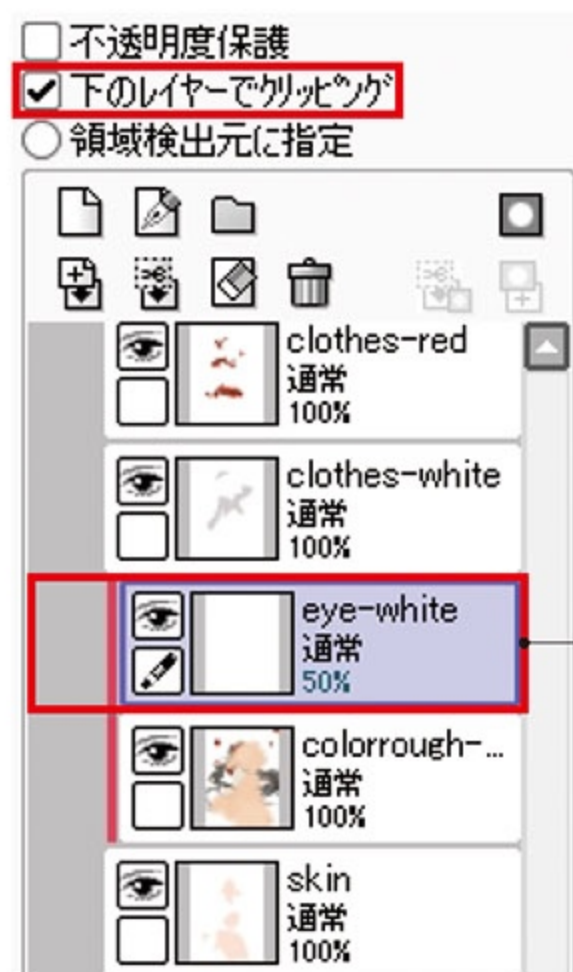 不透明度保護
下のレイヤーでクリッピング
領域検出元に指定
clothes-red
通常
100%
clothes-white
通常
100%
eye-white
通常
50%
colorrough-...
通常
100%
skin
通常
100%